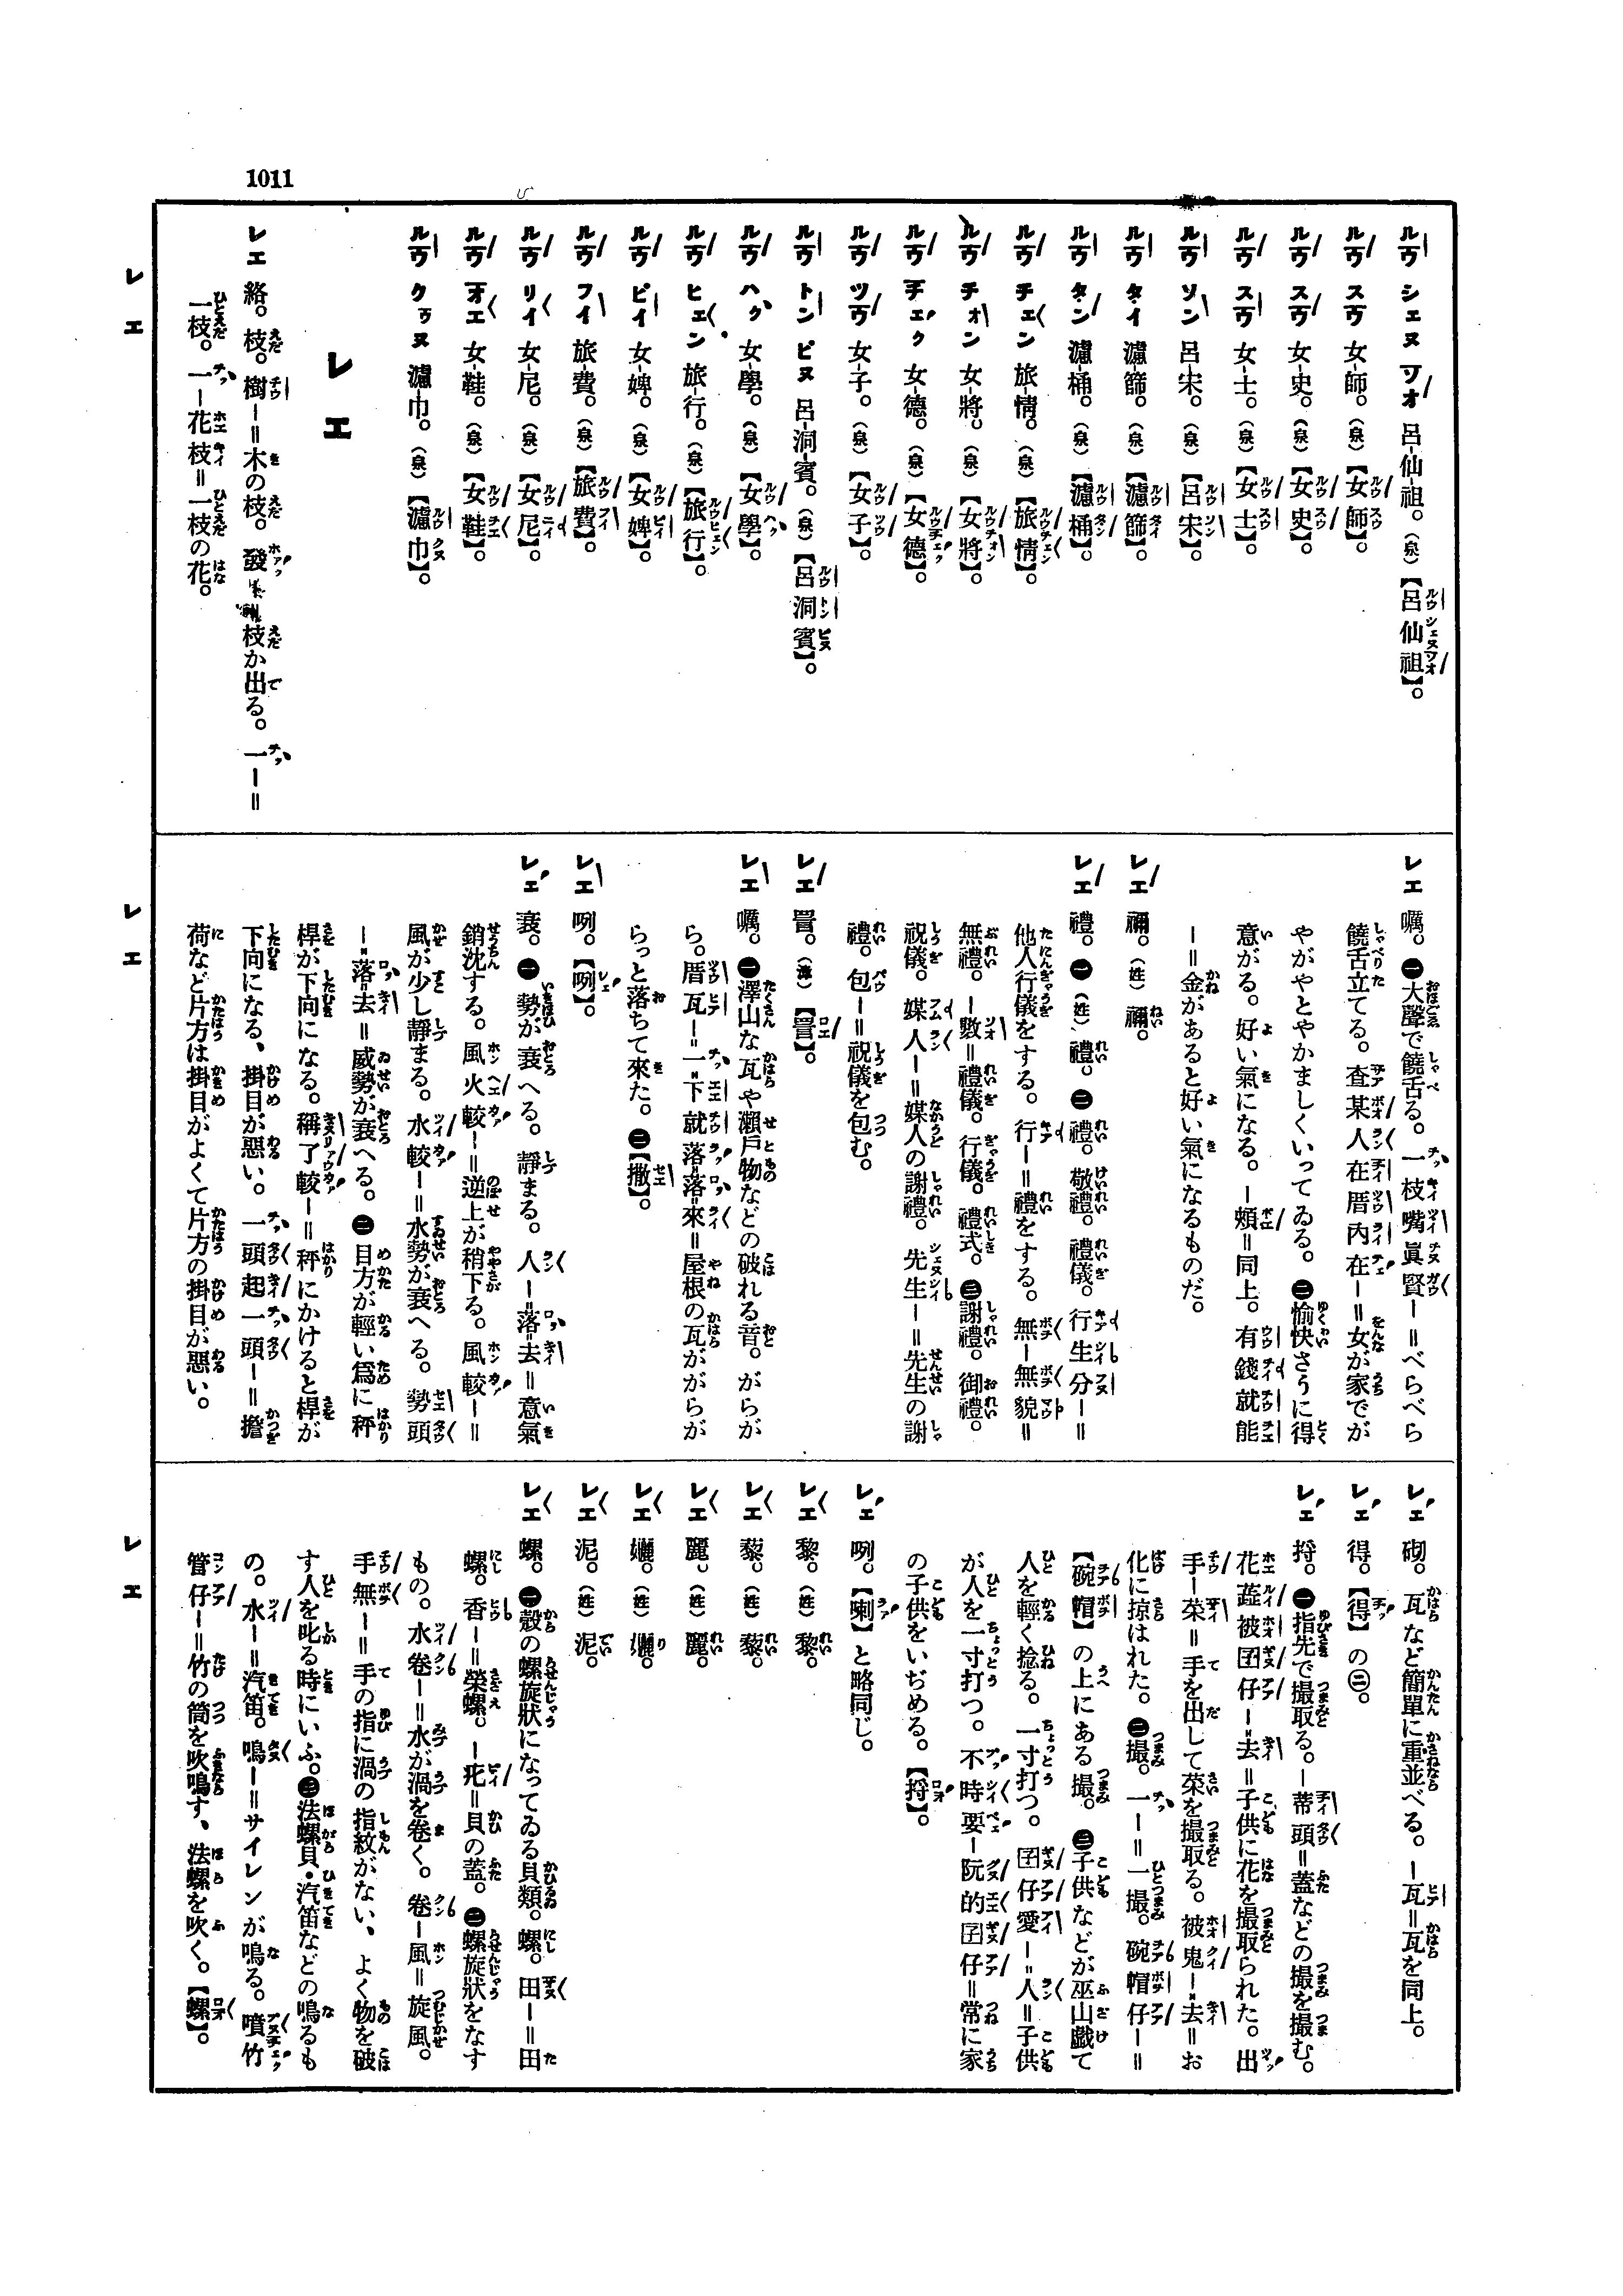 1011
ルウ シェヌ ツオ 呂-仙-祖。（泉）【呂仙祖】。
ルウ スウ 女-師。（泉）【女師】。
ルウ スウ 女-史。（泉）【女史】。
ルウ スウ 女-士。（泉）【女士】。
ルウ ソン 呂-宋。（泉）【呂宋】。
ルウ タイ 濾-篩。（泉）【濾篩】。
ルウ タン 濾-桶。（泉）【濾桶】。
ルウ チェン 旅-情。（泉）【旅情】。
ルウ チォン 女-將。（泉）【女將】。
ルウ チェク 女-德。（泉）【女德】。
ルウ ツウ 女-子。（泉）【女子】。
ルウ トン ピヌ 呂-洞-賓。（泉）【呂洞賓】。
ルウ ハク 女-學。（泉）【女學】。
ルウ ヒェン 旅-行。（泉）【旅行】。
ルウ ピイ 女-婢。（泉）【女婢】。
ルウ フイ 旅-費。（泉）【旅費】。
ルウ リイ 女-尼。（泉）【女尼】。
ルウ オエ 女-鞋。（泉）【女鞋】。
ルウ クヌ 濾-巾。（泉）【濾巾】。
レエ
レエ 絡。枝。樹－＝木の枝。發－＝枝か出る。一－＝
一枝。一－花枝＝一枝の花。
レエ 囑。㊀大聲で饒舌る。一枝嘴眞賢－＝べらべら
饒舌立てる。査某人在厝內在－＝女が家でが
やがやとやかましくいってゐる。㊁愉快さうに得
意がる。好い氣になる。－頰＝同上。有錢就能
－＝金があると好い氣になるものだ。
レエ 禰。（姓）禰。
レエ 禮。㊀（姓）禮。㊁禮。敬禮。禮儀。行生分－＝
他人行儀をする。行－＝禮をする。無－無貌＝
無禮。－數＝禮儀。行儀。禮式。㊂謝禮。御禮。
祝儀。媒人－＝媒人の謝禮。先生－＝先生の謝
禮。包－＝祝儀を包む。
レエ 詈。（漳）【詈】。
レエ 囑。㊀澤山な瓦や瀨戶物などの破れる音。がらが
ら。厝瓦－＝一下就落落來＝屋根の瓦ががらが
らっと落ちて來た。㊁【撒】。
レエ 咧。【咧】。
レエ 衰。㊀勢が衰へる。靜まる。人－＝落＝去＝意氣
銷沈する。風火較－＝逆上が稍下る。風較－＝
風が少し靜まる。水較－＝水勢が衰へる。勢頭
－＝落＝去＝威勢が衰へる。㊁目方が輕い爲に秤
桿が下向になる。稱了較－＝秤にかけると桿が
下向になる、掛目が惡い。一頭起一頭－＝擔
荷など片方は掛目がよくて片方の掛目が惡い。
レエ 砌。瓦など簡單に重並べる。－瓦＝瓦を同上。
レエ 得。【得】の㊁。
レエ 捋。㊀指先で撮取る。－蒂頭＝蓋などの撮を撮む。
花蕋被囝仔－＝去＝子供に花を撮取られた。出
手－菜＝手を出して菜を撮取る。被鬼－＝去＝お
化に掠はれた。㊁撮。一－＝一撮。碗帽仔－＝
【碗帽】の上にある撮。㊂子供などが巫山戲て
人を輕く捻る。一寸打つ。囝仔愛－＝人＝子供
が人を一寸打つ。不時要－阮的囝仔＝常に家
の子供をいぢめる。【捋】。
レエ 咧。【喇】と略同じ。
レエ 黎。（姓）黎。
レエ 藜。（姓）藜。
レエ 麗。（姓）麗。
レエ 孋。（姓）孋。
レエ 泥。（姓）泥。
レエ 螺。㊀殼の螺旋狀になってゐる貝類。螺。田－＝田
螺。香－＝榮螺。－疕＝貝の蓋。㊁螺旋狀をなす
もの。水卷－＝水が渦を卷く。卷－風＝旋風。
手無－＝手の指に渦の指紋がない、よく物を破
す人を叱る時にいふ。㊂法螺貝・汽笛などの鳴るも
の。水－＝汽笛。鳴－＝サイレンが鳴る。噴竹
管仔－＝竹の筒を吹鳴す、法螺を吹く。【螺】。
レエ
レエ
レエ